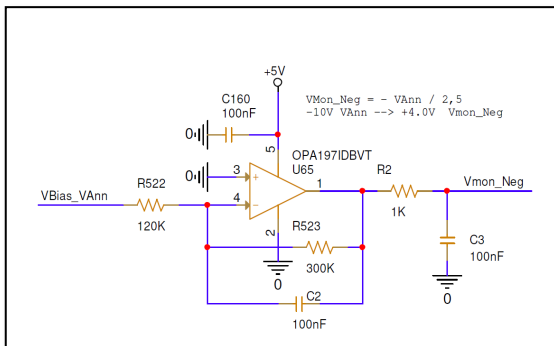 +5V
C160
100nF
VMon_Neg = - VAnn / 2,5
-10V VAnn --> +4.0V  Vmon_Neg
0
5
OPA197IDBVT
U65
0
3
+
1
R2
Vmon_Neg
VBias_VAnn
R522
4
-
1K
120K
2
R523
C3
100nF
300K
0
0
C2
100nF